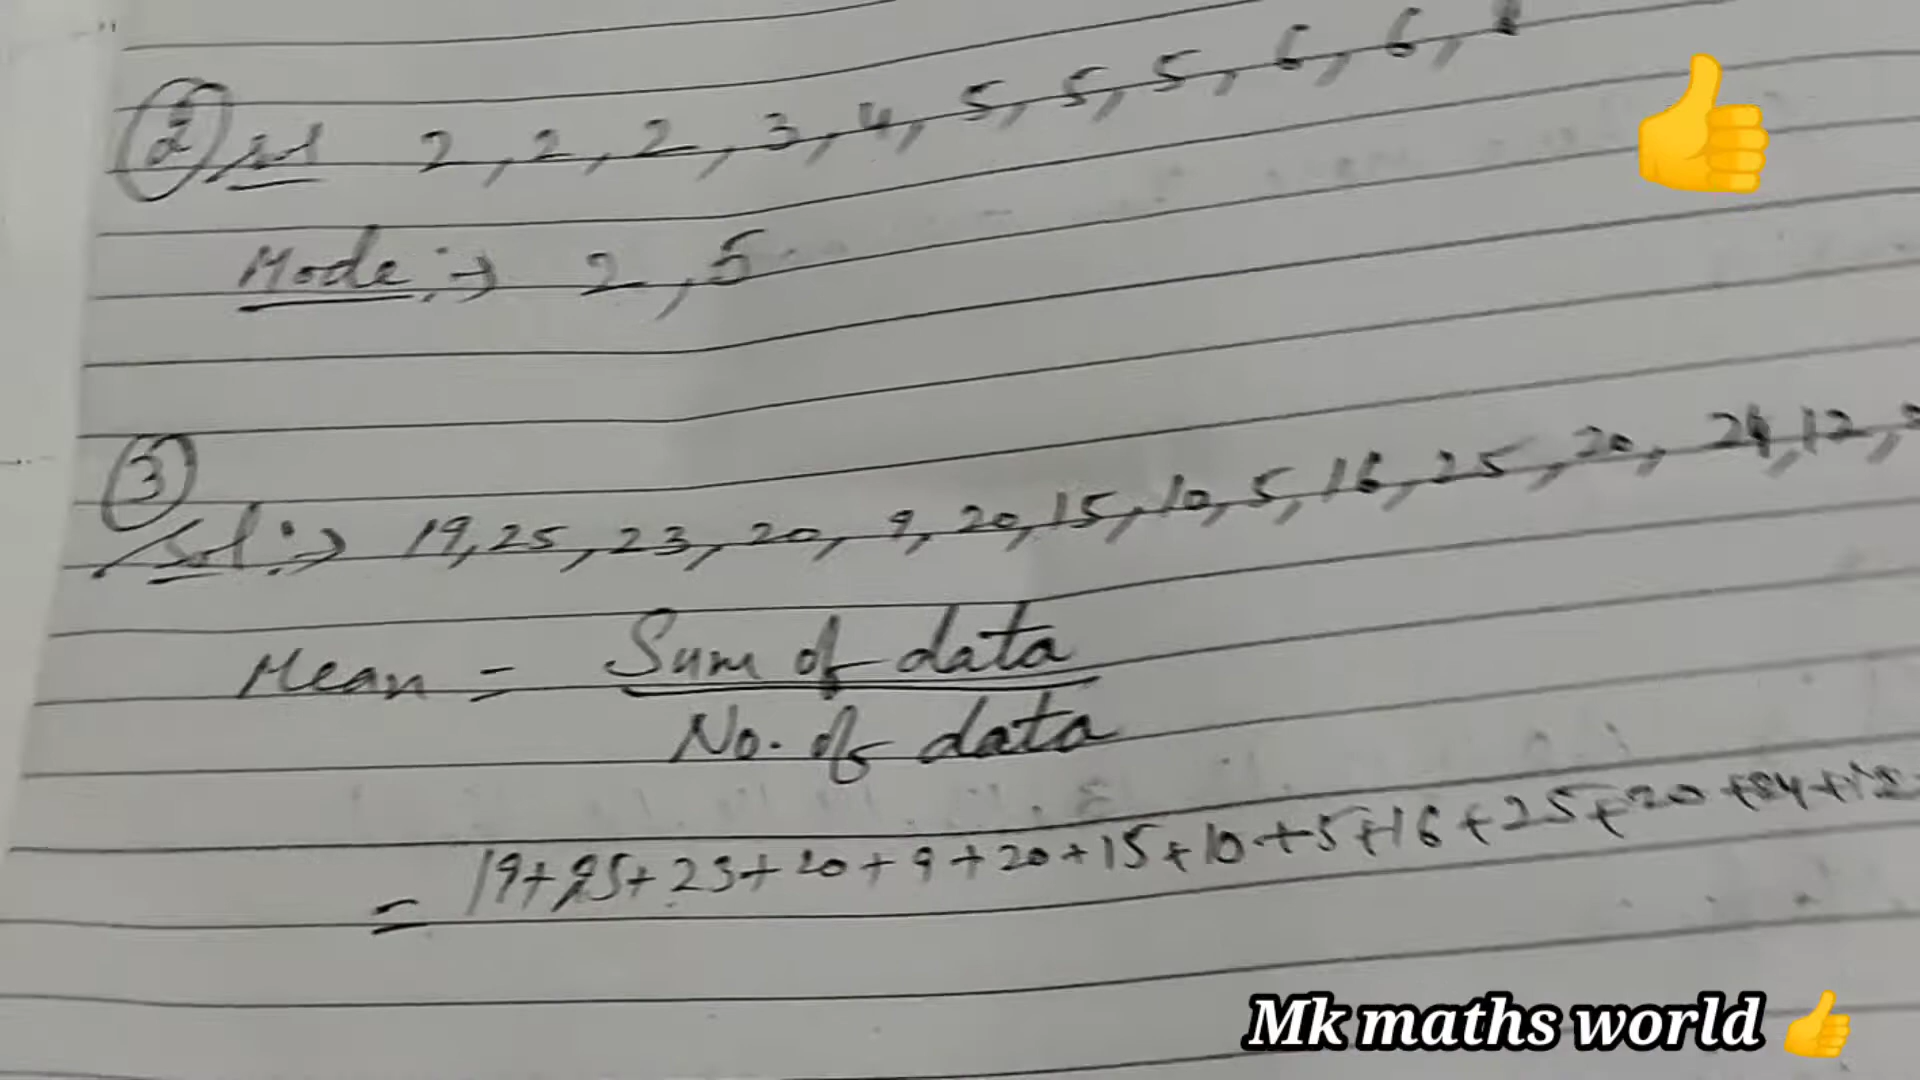 ② Sol 2, 2, 2, 3, 4, 5, 5, 5, 6, 6,
Mode :→ 2, 5
③
Sol :→ 19, 25, 23, 20, 9, 20, 15, 10, 5, 16, 25, 20, 24, 12,
Mean = Sum of data
No. of data
= 19+25+23+20+9+20+15+10+5+16+25+20+24+12
Mk maths world 👍